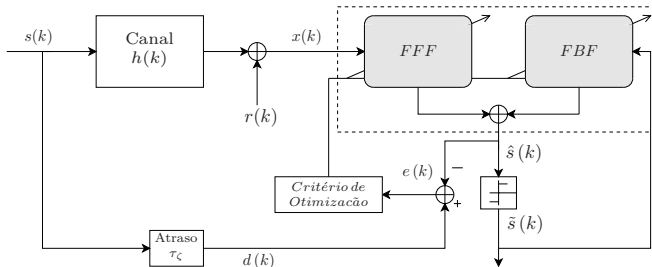 s(k)
Canal
h(k)
x(k)
r(k)
FFF
FBF
ŝ(k)
e(k)
−
+
Critério de
Otimização
s̃(k)
Atraso
τζ
d(k)